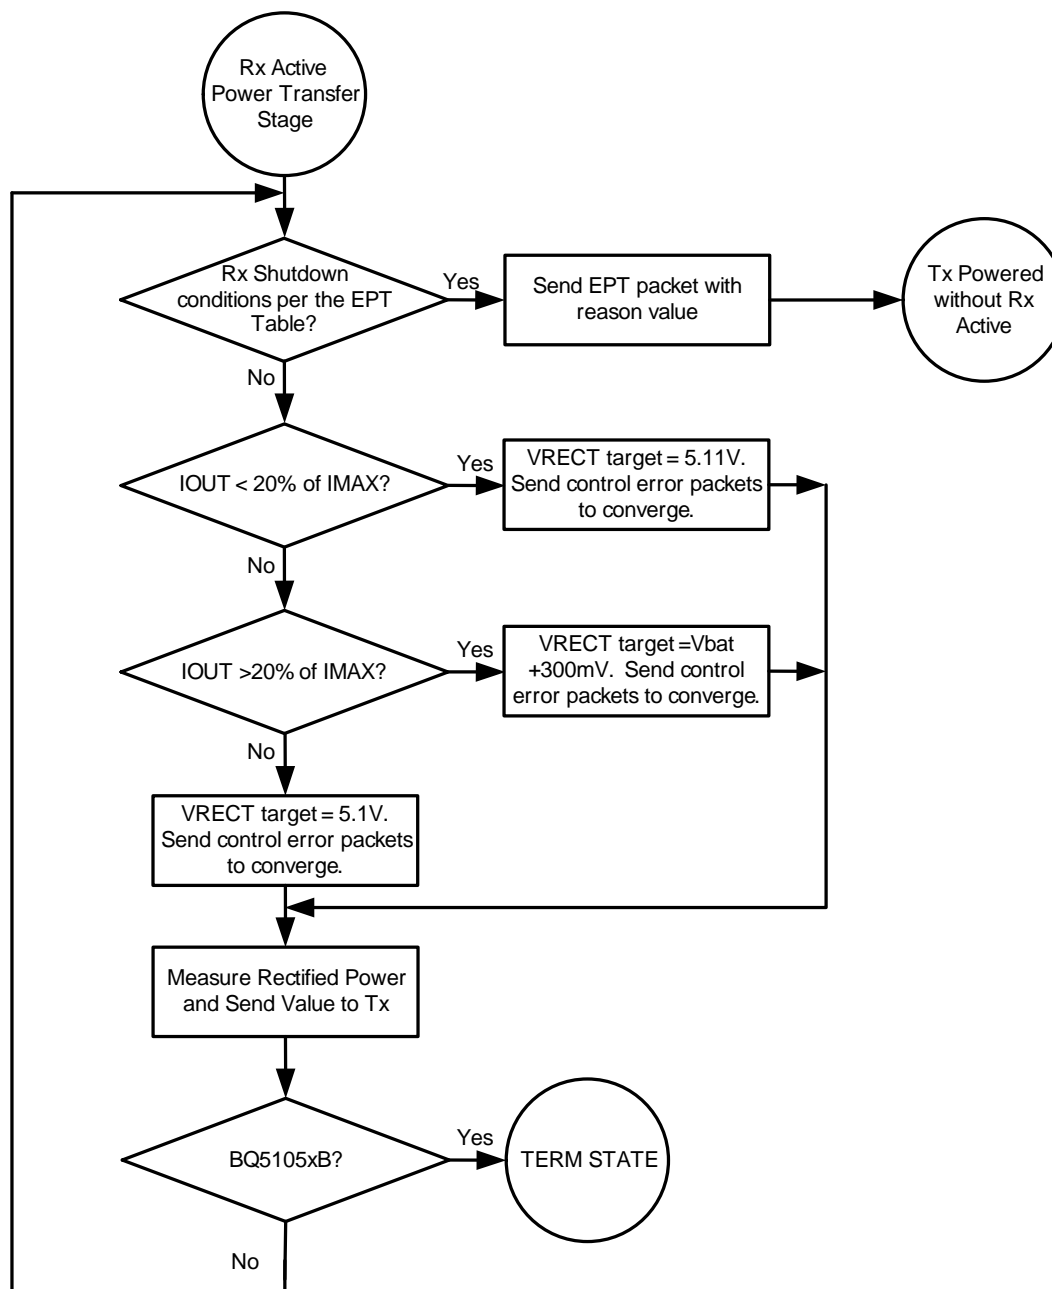 Rx Active
Power Transfer
Stage
Rx Shutdown
conditions per the EPT
Table?
Yes
Send EPT packet with
reason value
Tx Powered
without Rx
Active
No
IOUT < 20% of IMAX?
Yes
VRECT target = 5.11V.
Send control error packets
to converge.
No
IOUT >20% of IMAX?
Yes
VRECT target =Vbat
+300mV.  Send control
error packets to converge.
No
VRECT target = 5.1V.
Send control error packets
to converge.
Measure Rectified Power
and Send Value to Tx
BQ5105xB?
Yes
TERM STATE
No